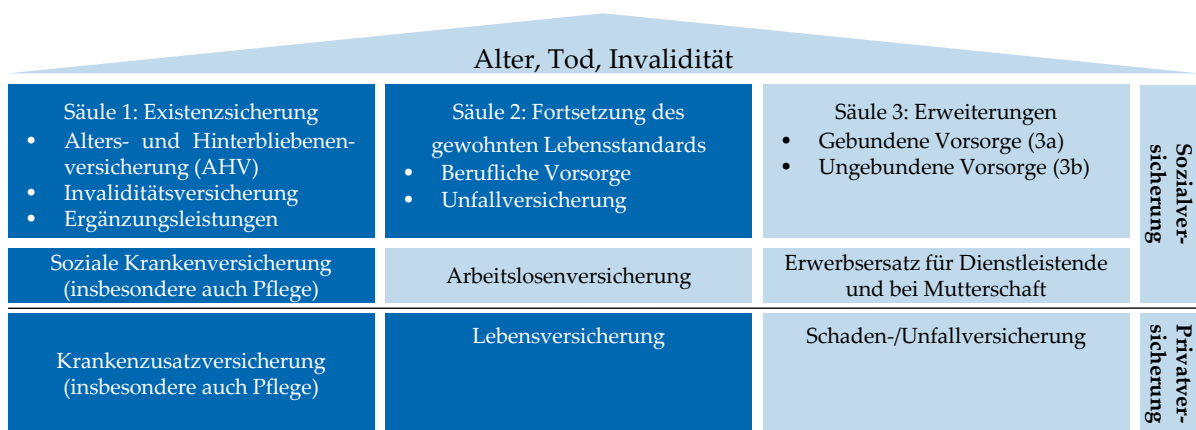 Alter, Tod, Invalidität
Säule 1: Existenzsicherung
• Alters- und Hinterbliebenen-
versicherung (AHV)
• Invaliditätsversicherung
• Ergänzungsleistungen
Säule 2: Fortsetzung des
gewohnten Lebensstandards
• Berufliche Vorsorge
• Unfallversicherung
Säule 3: Erweiterungen
• Gebundene Vorsorge (3a)
• Ungebundene Vorsorge (3b)
Sozialver-
sicherung
Soziale Krankenversicherung
(insbesondere auch Pflege)
Arbeitslosenversicherung
Erwerbsersatz für Dienstleistende
und bei Mutterschaft
Krankenzusatzversicherung
(insbesondere auch Pflege)
Lebensversicherung
Schaden-/Unfallversicherung
Privatver-
sicherung